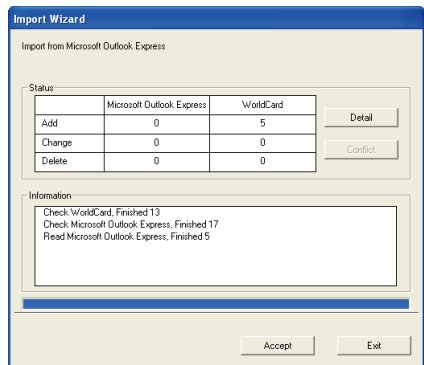 Import Wizard
Import from Microsoft Outlook Express
Status
Microsoft Outlook Express WorldCard
Add 0 5
Detail
Change 0 0
Conflict
Delete 0 0
Information
Check WorldCard, Finished 13
Check Microsoft Outlook Express, Finished 17
Read Microsoft Outlook Express, Finished 5
Accept Exit